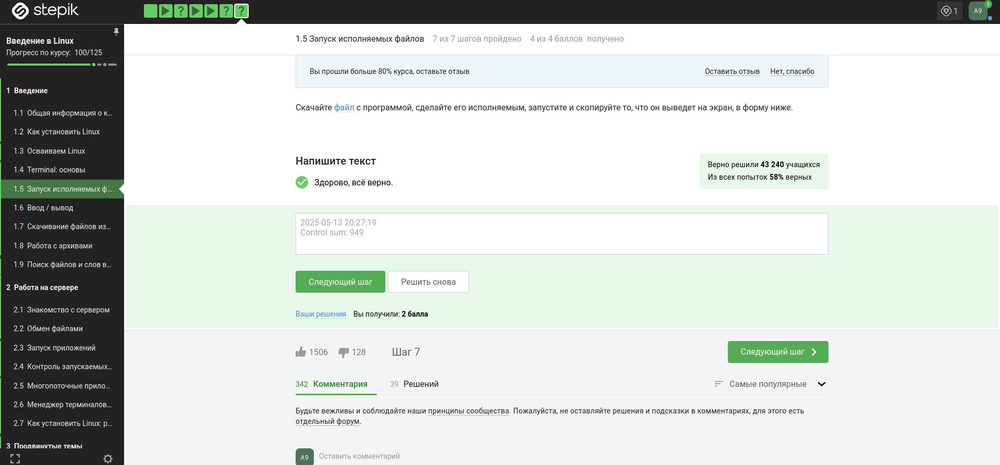 stepik
? ? ?
1
A9
1
Введение в Linux
Прогресс по курсу: 100/125
1 Введение
1.1 Общая информация о к...
1.2 Как установить Linux
1.3 Осваиваем Linux
1.4 Terminal: основы
1.5 Запуск исполняемых ф...
1.6 Ввод / вывод
1.7 Скачивание файлов из...
1.8 Работа с архивами
1.9 Поиск файлов и слов в...
2 Работа на сервере
2.1 Знакомство с сервером
2.2 Обмен файлами
2.3 Запуск приложений
2.4 Контроль запускаемых...
2.5 Многопоточные прило...
2.6 Менеджер терминалов...
2.7 Как установить Linux: р...
3 Продвинутые темы
1.5 Запуск исполняемых файлов 7 из 7 шагов пройдено 4 из 4 баллов получено
Вы прошли больше 80% курса, оставьте отзыв Оставить отзыв Нет, спасибо
Скачайте файл с программой, сделайте его исполняемым, запустите и скопируйте то, что он выведет на экран, в форму ниже.
Напишите текст
Здорово, всё верно.
Верно решили 43 240 учащихся
Из всех попыток 58% верных
2025-05-13 20:27:19
Control sum: 949
Следующий шаг Решить снова
Ваши решения Вы получили: 2 балла
1506 128 Шаг 7 Следующий шаг
342 Комментария 39 Решений Самые популярные
Будьте вежливы и соблюдайте наши принципы сообщества. Пожалуйста, не оставляйте решения и подсказки в комментариях, для этого есть
отдельный форум.
A9 Оставить комментарий